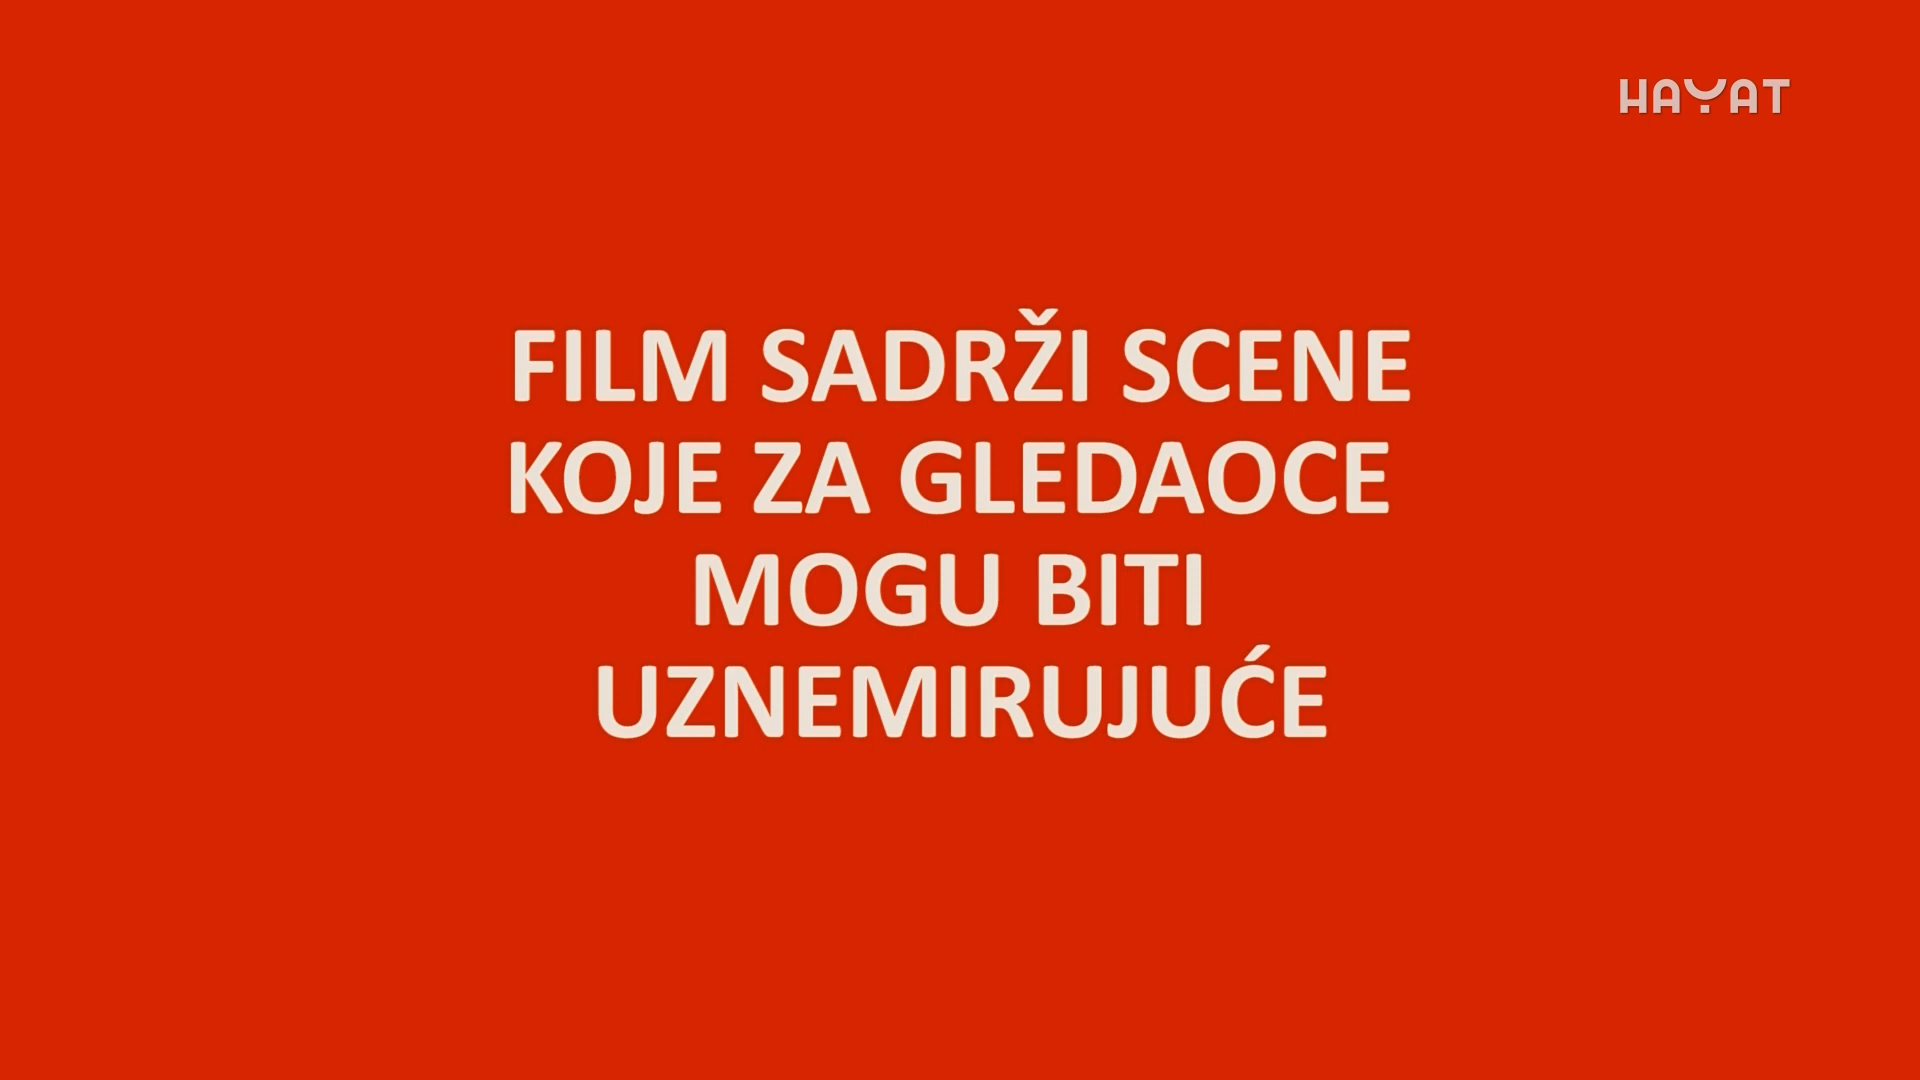 HAYAT
FILM SADRŽI SCENE
KOJE ZA GLEDAOCE
MOGU BITI
UZNEMIRUJUĆE